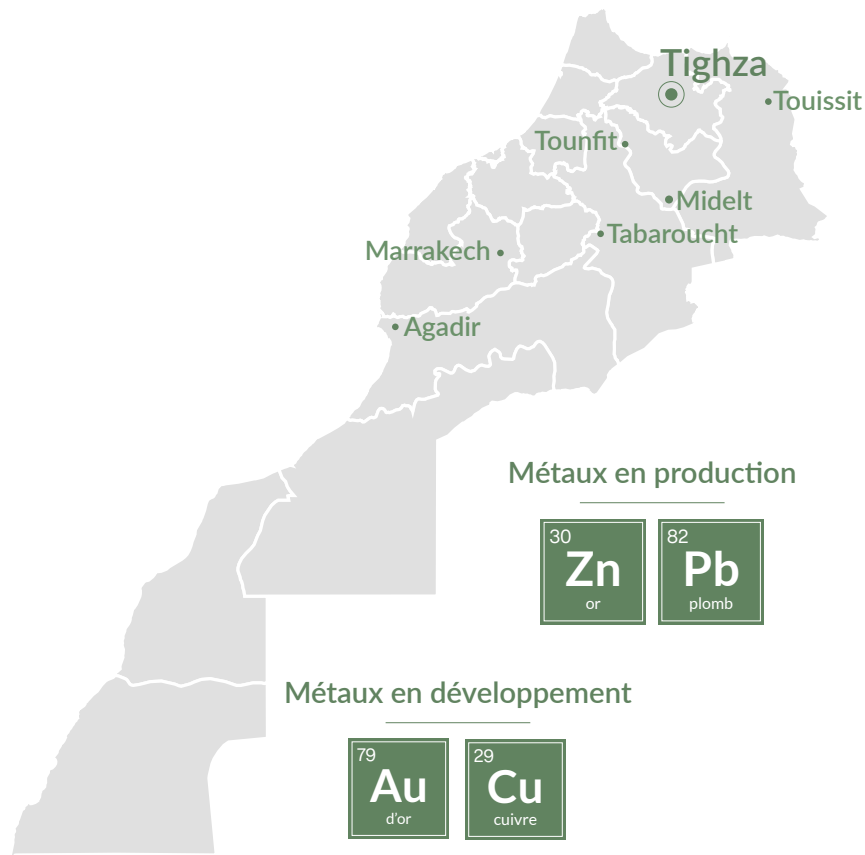 Tighza
Touissit
Tounfit
Midelt
Tabaroucht
Marrakech
Agadir
Métaux en production
30
Zn
or
82
Pb
plomb
Métaux en développement
79
Au
d'or
29
Cu
cuivre